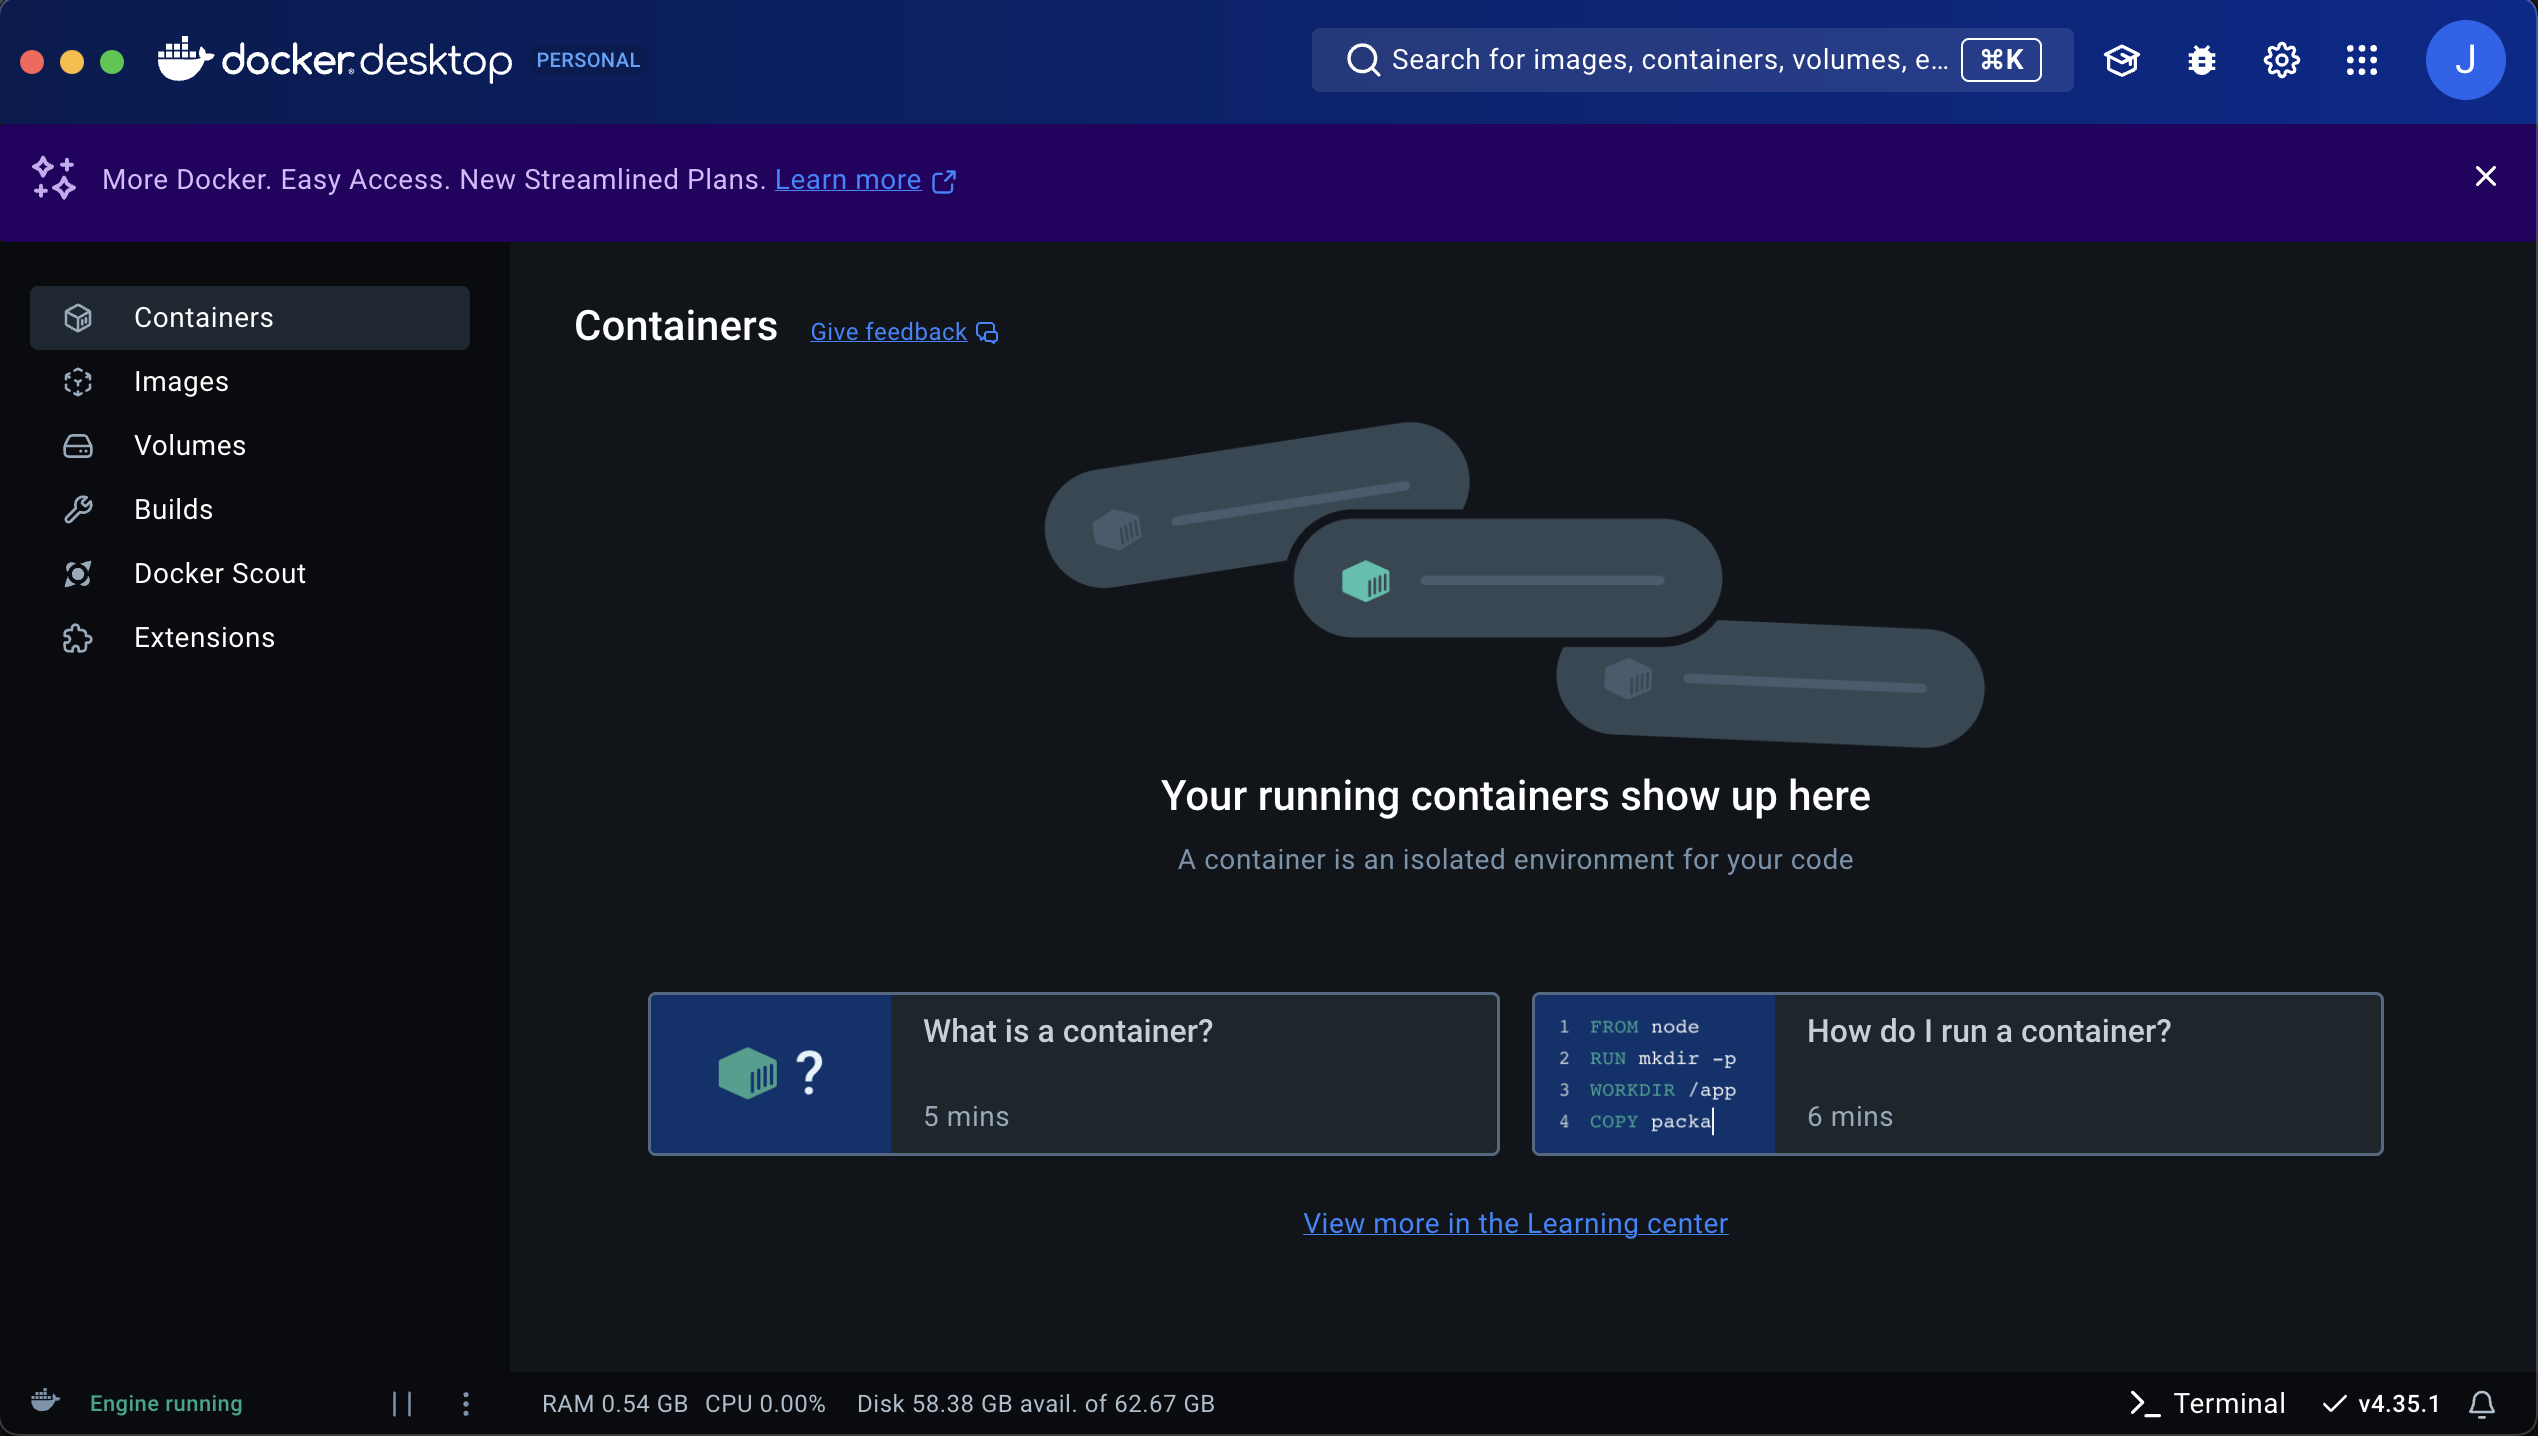 docker desktop PERSONAL
Search for images, containers, volumes, e... ⌘K
J
More Docker. Easy Access. New Streamlined Plans. Learn more
Containers
Images
Volumes
Builds
Docker Scout
Extensions
Containers Give feedback
Your running containers show up here
A container is an isolated environment for your code
?
What is a container?
5 mins
1 FROM node
2 RUN mkdir -p
3 WORKDIR /app
4 COPY packa
How do I run a container?
6 mins
View more in the Learning center
Engine running
RAM 0.54 GB CPU 0.00% Disk 58.38 GB avail. of 62.67 GB
Terminal
v4.35.1